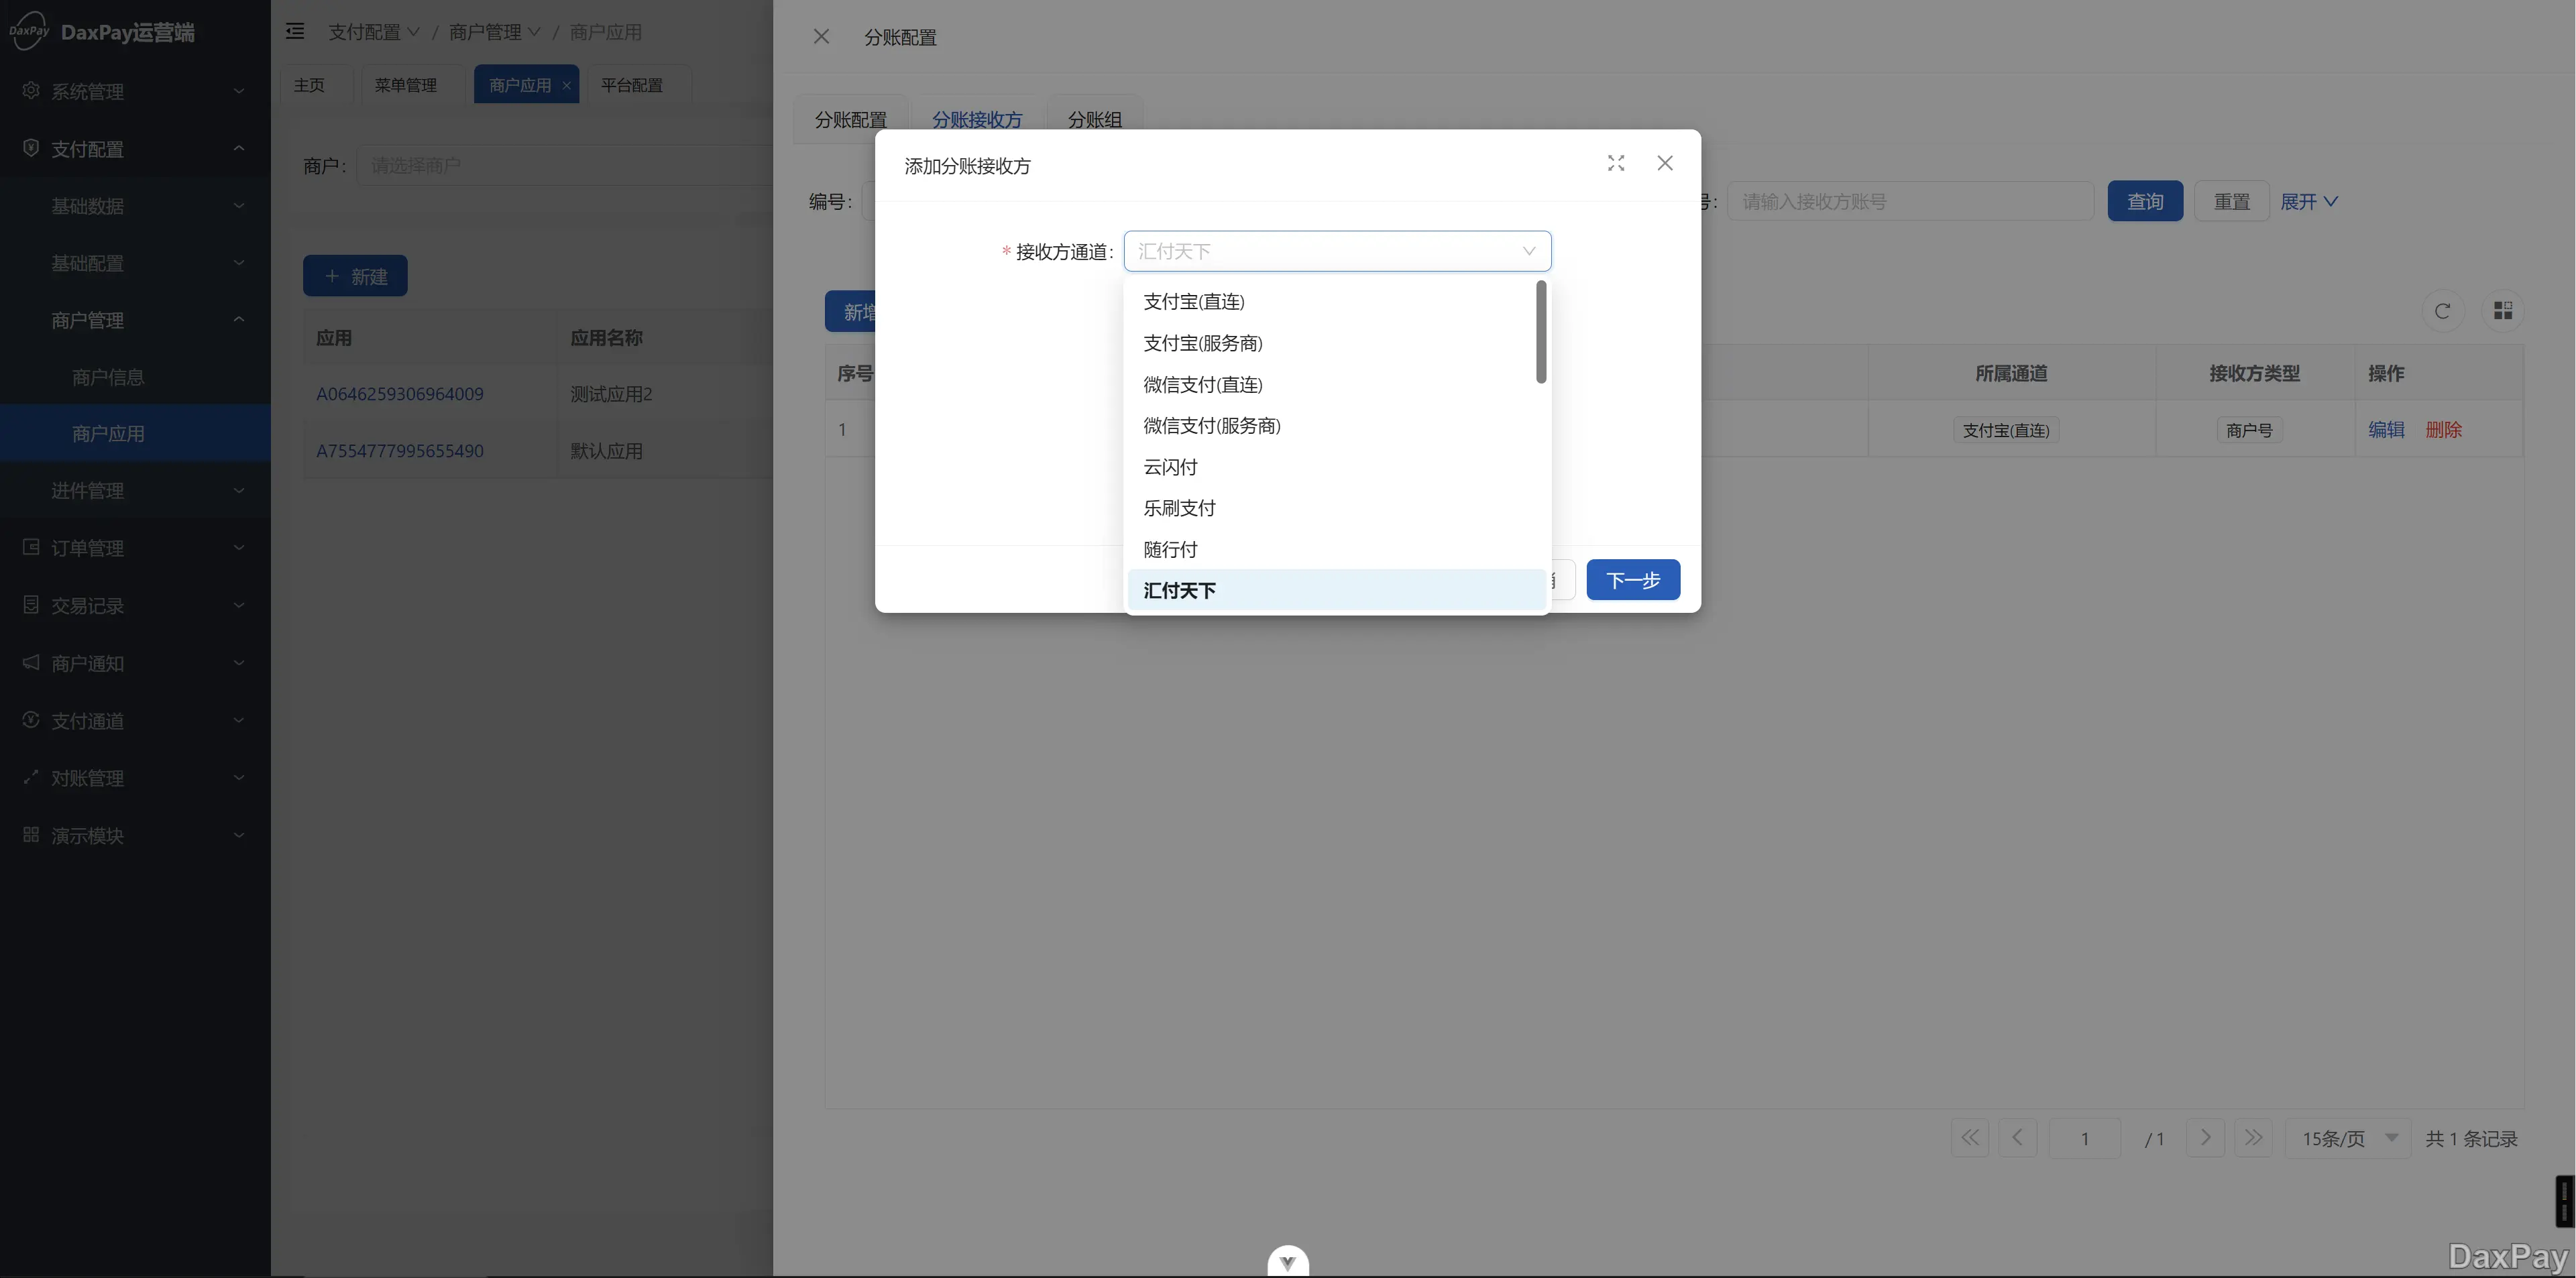 DaxPay DaxPay运营端
系统管理
支付配置
基础数据
基础配置
商户管理
商户信息
商户应用
进件管理
订单管理
交易记录
商户通知
支付通道
对账管理
演示模块
支付配置 / 商户管理 / 商户应用
主页 菜单管理 商户应用 平台配置
商户: 请选择商户
新建
应用 应用名称
A0646259306964009 测试应用2
A7554777995655490 默认应用
分账配置
分账配置 分账接收方 分账组
编号: 号: 请输入接收方账号 查询 重置 展开
新增
序号 所属通道 接收方类型 操作
1 支付宝(直连) 商户号 编辑 删除
添加分账接收方
* 接收方通道: 汇付天下
支付宝(直连)
支付宝(服务商)
微信支付(直连)
微信支付(服务商)
云闪付
乐刷支付
随行付
汇付天下
下一步
1 / 1 15条/页 共 1 条记录
DaxPay